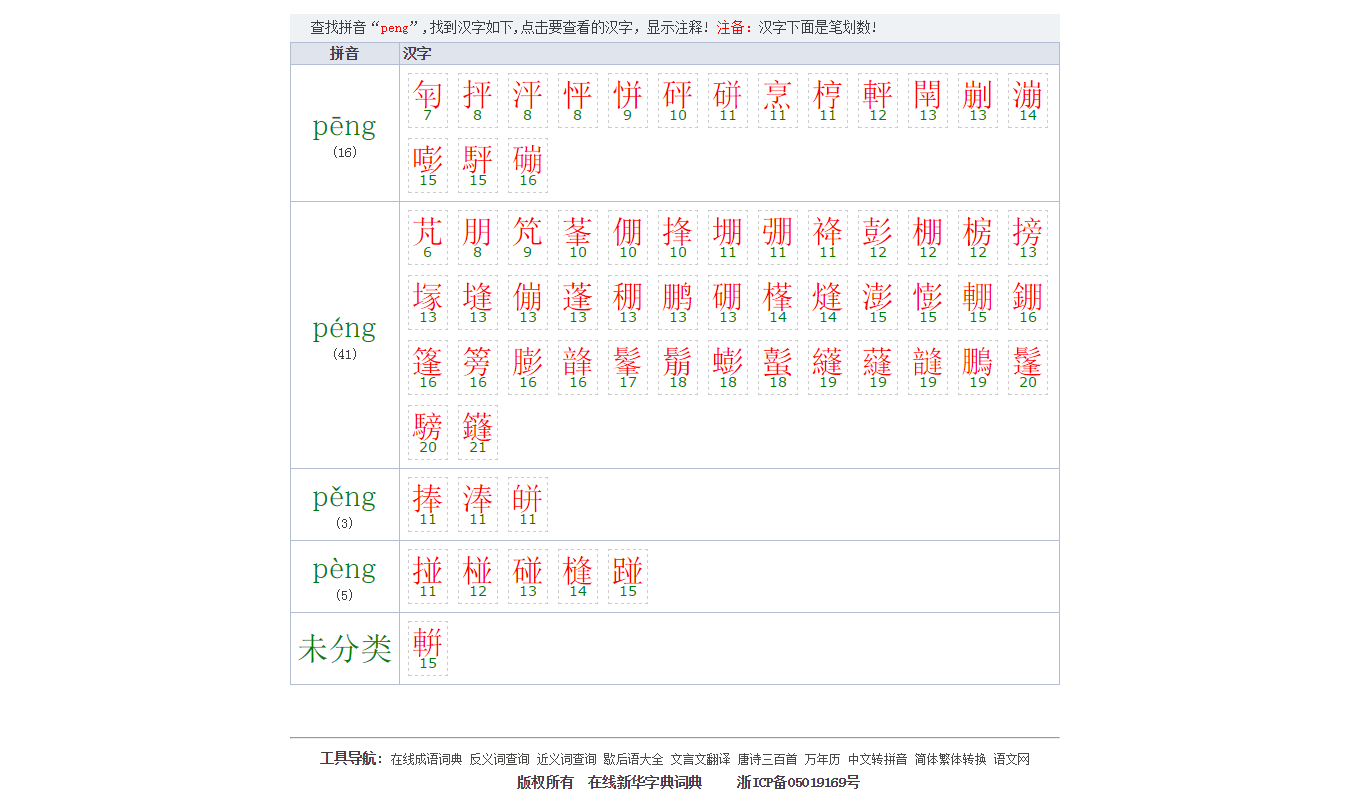 查找拼音“peng”,找到汉字如下,点击要查看的汉字，显示注释！注备：汉字下面是笔划数!
拼音 汉字
pēng
(16)
匉 抨 泙 怦 恲 砰 硑 烹 梈 軯 閛 剻 漰
7 8 8 8 9 10 11 11 11 12 13 13 14
嘭 駍 磞
15 15 16
péng
(41)
芃 朋 竼 莑 倗 捀 堋 弸 袶 彭 棚 椖 搒
6 8 9 10 10 10 11 11 11 12 12 12 13
塜 塳 傰 蓬 稝 鹏 硼 槰 熢 澎 憉 輣 錋
13 13 13 13 13 13 13 14 14 15 15 15 16
篷 篣 膨 韸 鬅 蟚 蟛 髼 鵬
16 16 16 16 17 18 18 18 19 19 19 19 20
騯 鑝
20 21
pěng
(3)
捧 淎 皏
11 11 11
pèng
(5)
掽 椪 碰 槰 踫
11 12 13 14 15
未分类
軿
15
工具导航： 在线成语词典 反义词查询 近义词查询 歇后语大全 文言文翻译 唐诗三百首 万年历 中文转拼音 简体繁体转换 语文网
版权所有 在线新华字典词典 浙ICP备05019169号